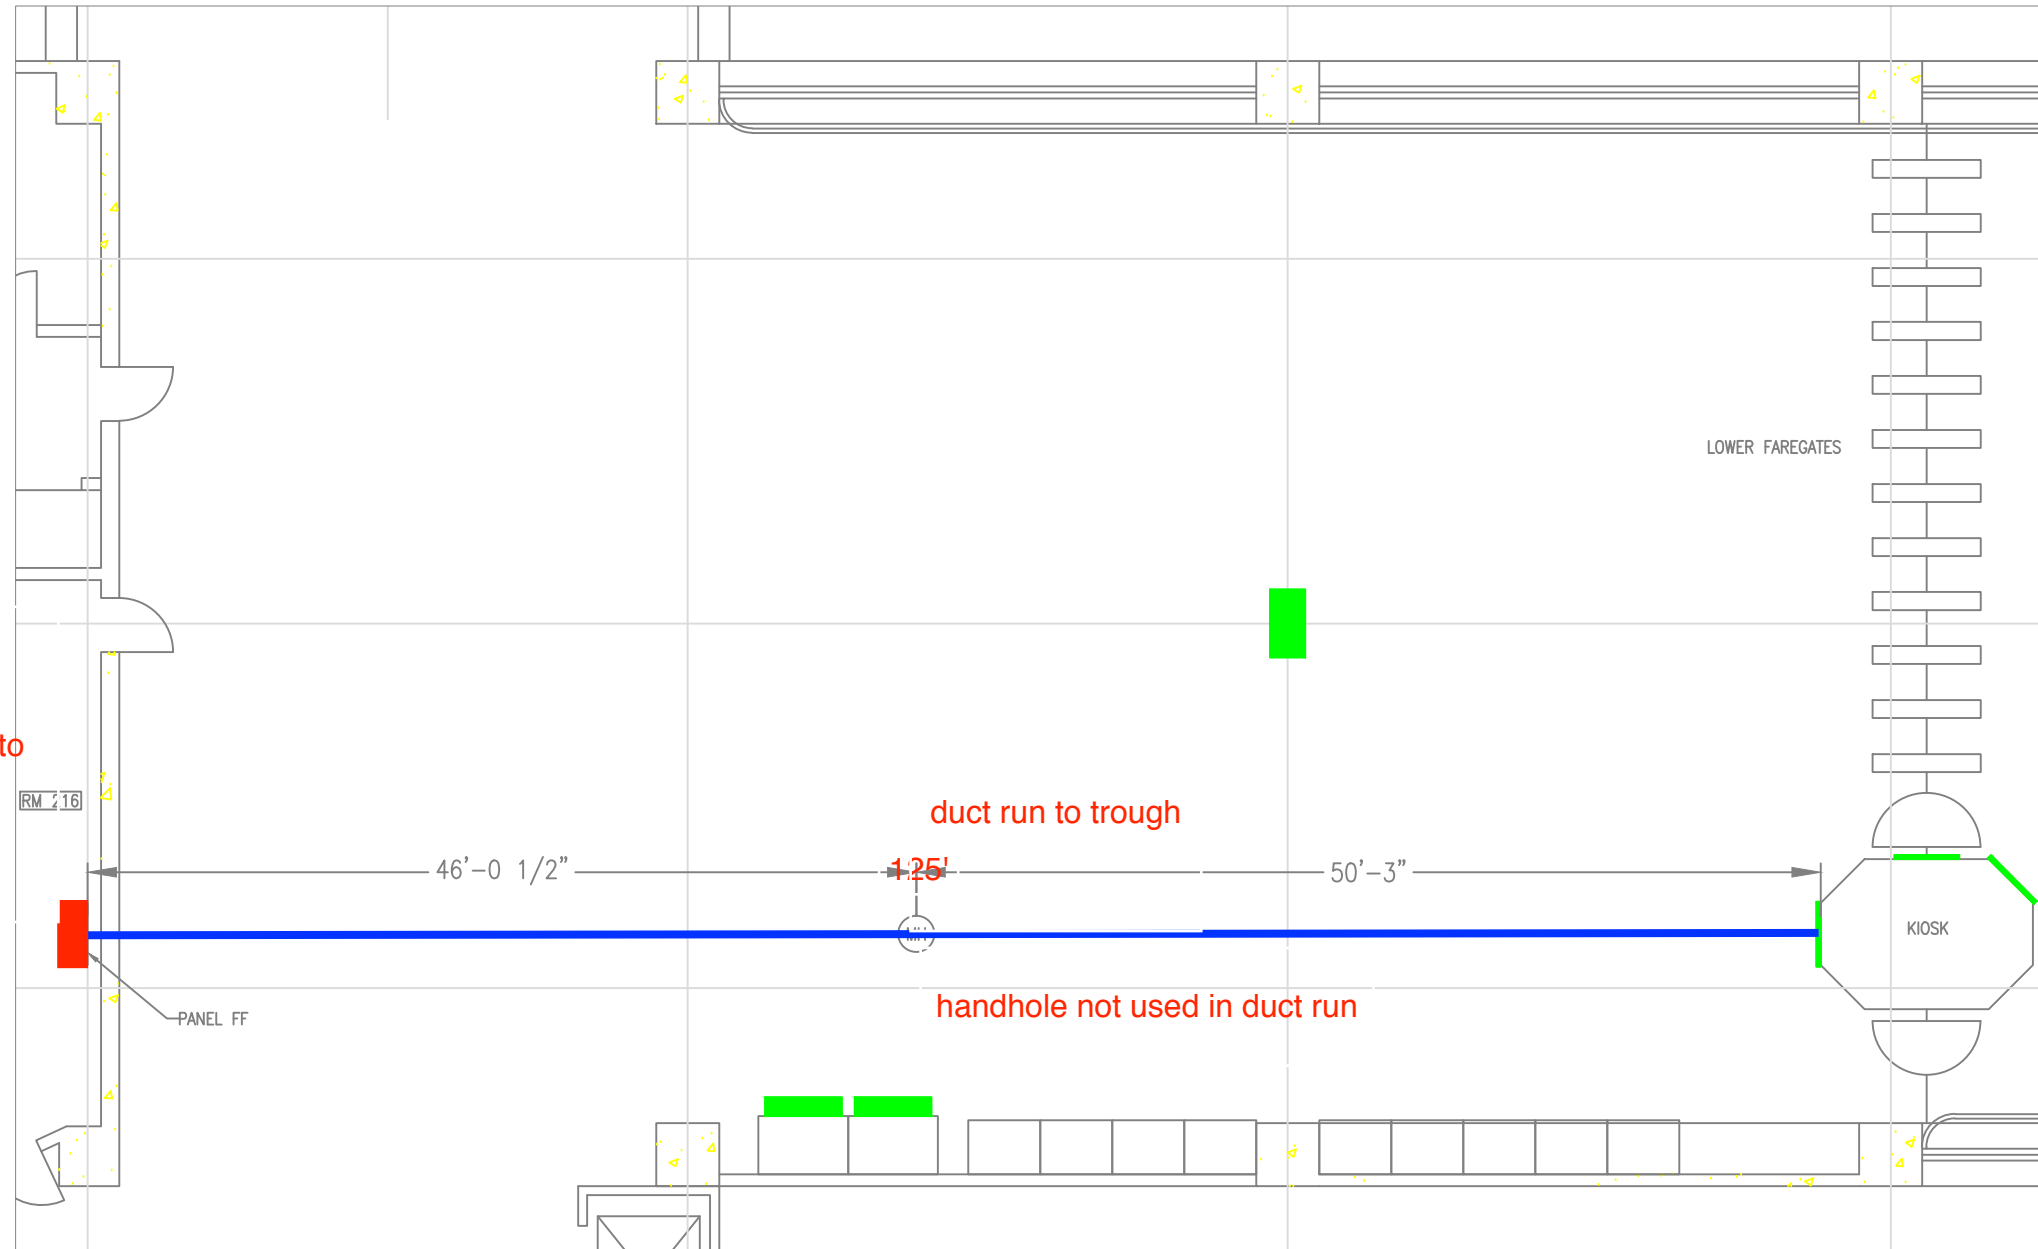 LOWER FAREGATES
to
RM 216
duct run to trough
46'-0 1/2"
125'
50'-3"
MH
KIOSK
handhole not used in duct run
PANEL FF